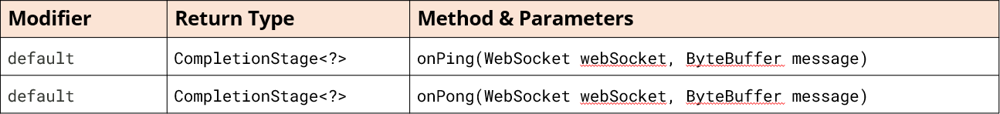 Modifier Return Type Method & Parameters
default CompletionStage<?> onPing(WebSocket webSocket, ByteBuffer message)
default CompletionStage<?> onPong(WebSocket webSocket, ByteBuffer message)